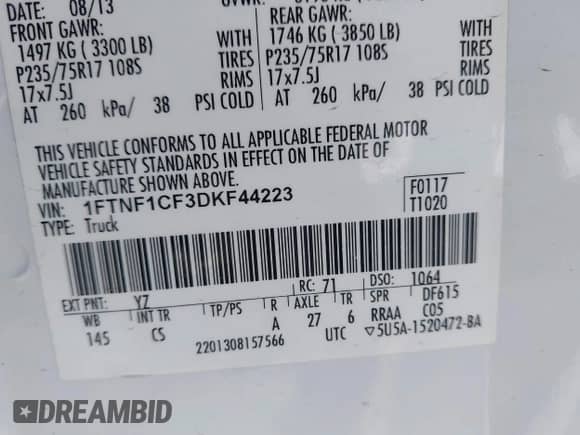 DATE: 08/13
FRONT GAWR: REAR GAWR:
1497 KG ( 3300 LB) WITH 1746 KG ( 3850 LB) WITH
P235/75R17 108S TIRES P235/75R17 108S TIRES
17x7.5J RIMS 17x7.5J RIMS
AT 260 kPa/ 38 PSI COLD AT 260 kPa/ 38 PSI COLD
THIS VEHICLE CONFORMS TO ALL APPLICABLE FEDERAL MOTOR
VEHICLE SAFETY STANDARDS IN EFFECT ON THE DATE OF
MANUFACTURE SHOWN ABOVE.
VIN: 1FTNF1CF3DKF44223 F0117
TYPE: Truck T1020
EXT PNT: YZ RC: 71 DSO: 1064
WB INT TR TP/PS R AXLE TR SPR DF615
145 CS A 27 6 RRAA C05
2201308157566 UTC ▽5U5A-1520472-BA
DREAMBID